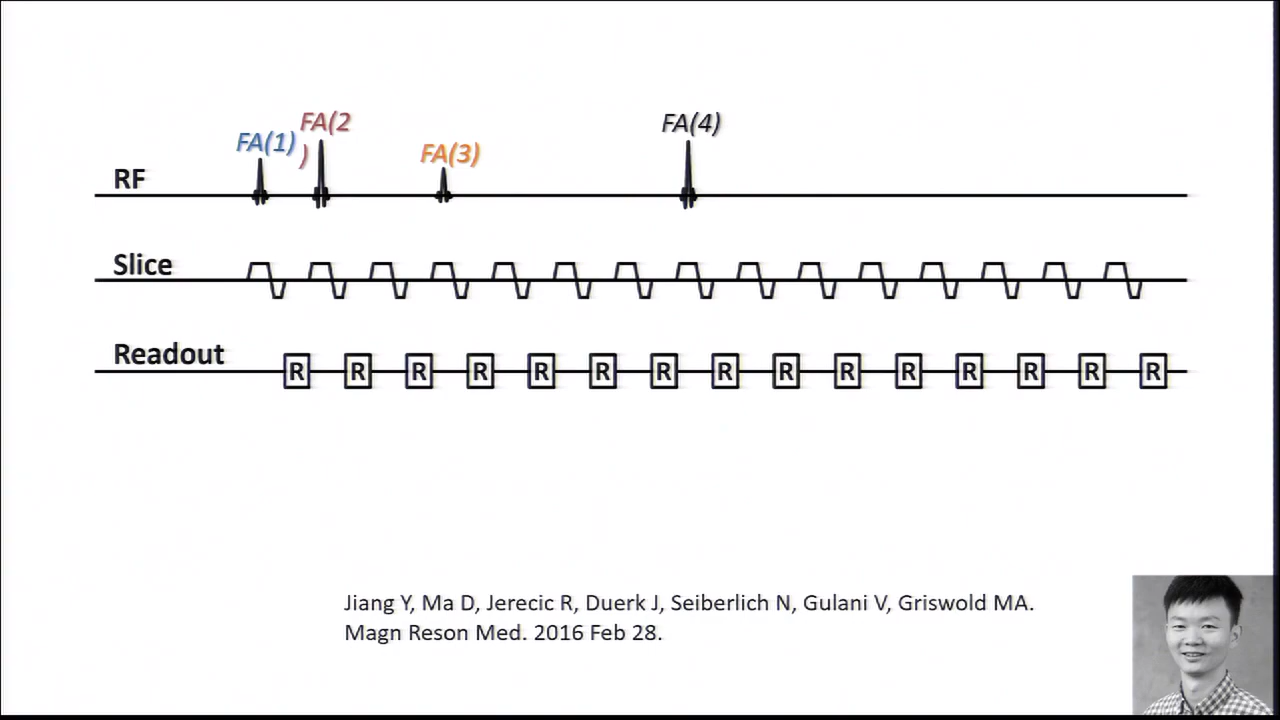 FA(1)
FA(2
)
FA(3)
FA(4)
RF
Slice
Readout
R R R R R R R R R R R R R R R
Jiang Y, Ma D, Jerecic R, Duerk J, Seiberlich N, Gulani V, Griswold MA.
Magn Reson Med. 2016 Feb 28.